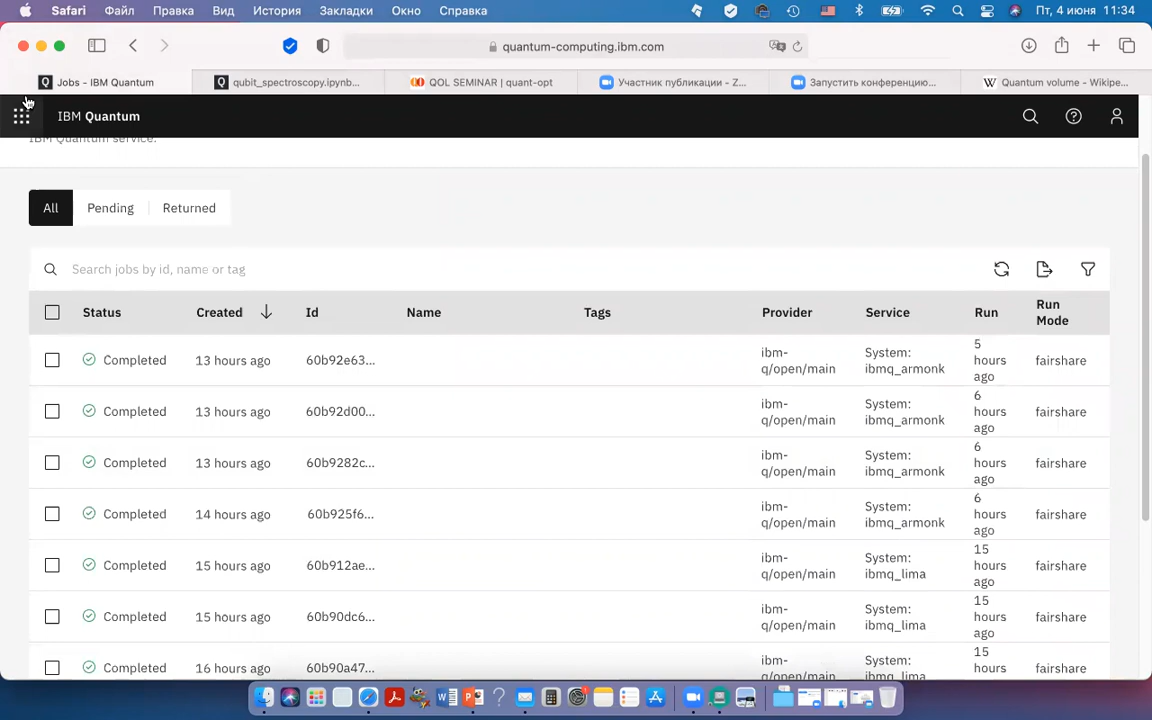 Safari Файл Правка Вид История Закладки Окно Справка Пт, 4 июня 11:34
quantum-computing.ibm.com
Jobs - IBM Quantum qubit_spectroscopy.ipynb... QOL SEMINAR | quant-opt Участник публикации - Z... Запустить конференцию... Quantum volume - Wikipe...
IBM Quantum
IBM Quantum service.
All Pending Returned
Search jobs by id, name or tag
Status Created Id Name Tags Provider Service Run Run Mode
Completed 13 hours ago 60b92e63... ibm-q/open/main System: ibmq_armonk 5 hours ago fairshare
Completed 13 hours ago 60b92d00... ibm-q/open/main System: ibmq_armonk 6 hours ago fairshare
Completed 13 hours ago 60b9282c... ibm-q/open/main System: ibmq_armonk 6 hours ago fairshare
Completed 14 hours ago 60b925f6... ibm-q/open/main System: ibmq_armonk 6 hours ago fairshare
Completed 15 hours ago 60b912ae... ibm-q/open/main System: ibmq_lima 15 hours ago fairshare
Completed 15 hours ago 60b90dc6... ibm-q/open/main System: ibmq_lima 15 hours ago fairshare
Completed 16 hours ago 60b90a47... ibm-q/open/main System: ibmq_lima 15 hours fairshare